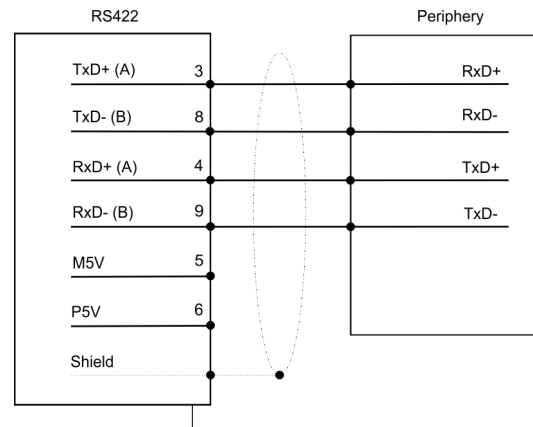 RS422 Periphery
TxD+ (A) 3 RxD+
TxD- (B) 8 RxD-
RxD+ (A) 4 TxD+
RxD- (B) 9 TxD-
M5V 5
P5V 6
Shield